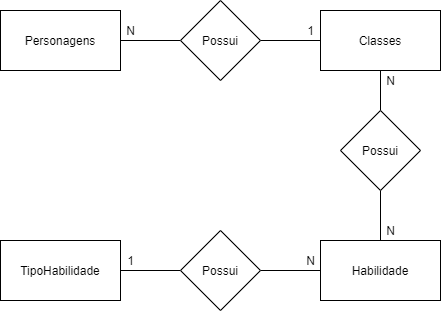 Personagens
N
Possui
1
Classes
N
Possui
N
TipoHabilidade
1
Possui
N
Habilidade